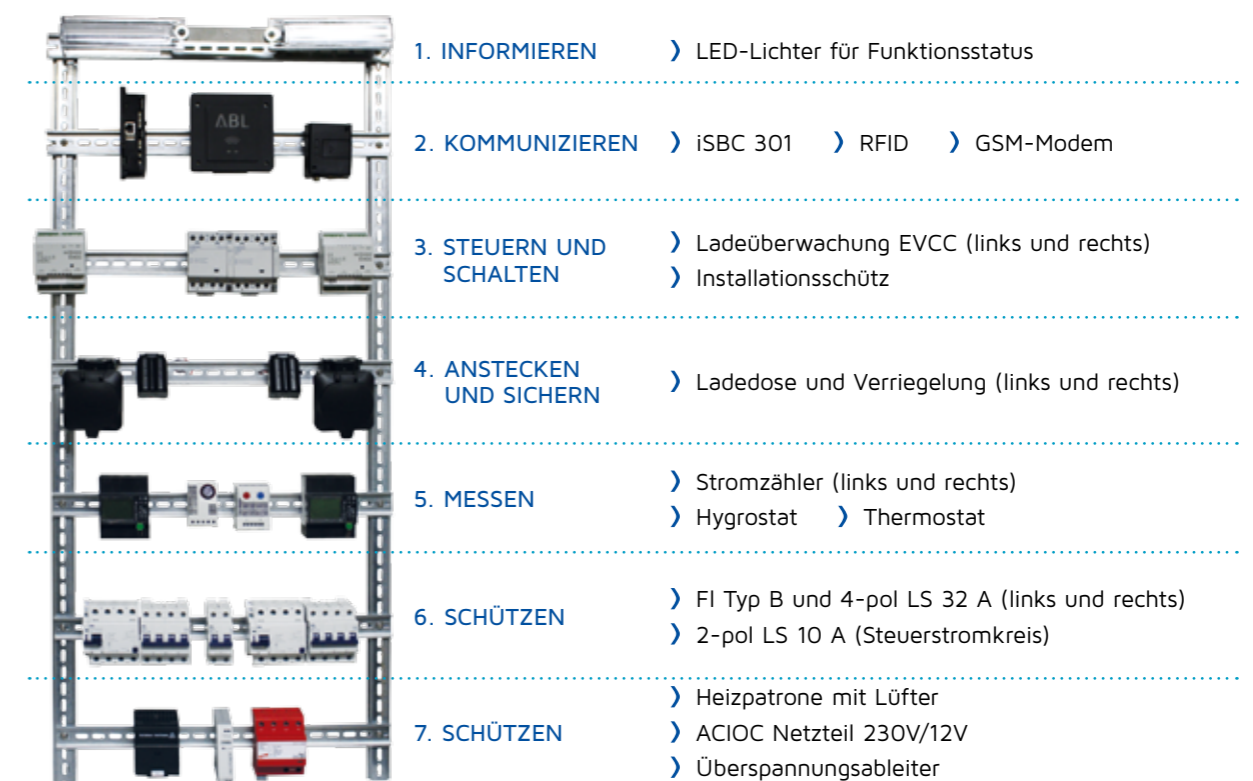 1. INFORMIEREN
❭ LED-Lichter für Funktionsstatus
ABL
2. KOMMUNIZIEREN
❭ iSBC 301 ❭ RFID ❭ GSM-Modem
3. STEUERN UND
SCHALTEN
❭ Ladeüberwachung EVCC (links und rechts)
❭ Installationsschütz
4. ANSTECKEN
UND SICHERN
❭ Ladedose und Verriegelung (links und rechts)
5. MESSEN
❭ Stromzähler (links und rechts)
❭ Hygrostat ❭ Thermostat
6. SCHÜTZEN
❭ Fl Typ B und 4-pol LS 32 A (links und rechts)
❭ 2-pol LS 10 A (Steuerstromkreis)
7. SCHÜTZEN
❭ Heizpatrone mit Lüfter
❭ ACIOC Netzteil 230V/12V
❭ Überspannungsableiter